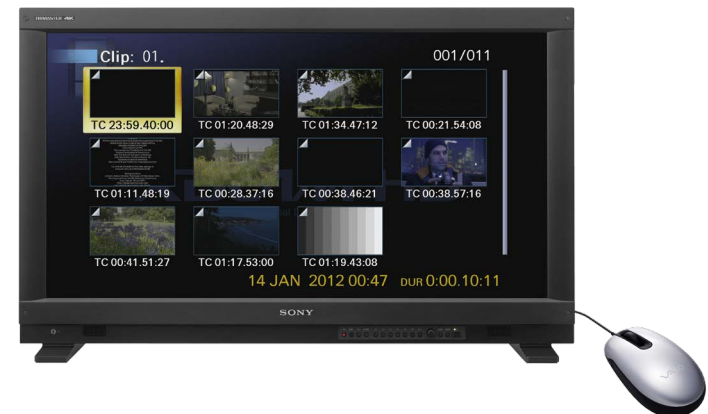 HDMASTER 4K
Clip: 01. 001/011
TC 23:59.40:00 TC 01:20.48:29 TC 01:34.47:12 TC 00:21.54:08
TC 01:11.48:19 TC 00:28.37:16 TC 00:38.46:21 TC 00:38.57:16
TC 00:41.51:27 TC 01:17.53:00 TC 01:19.43:08
14 JAN 2012 00:47 DUR 0:00.10:11
SONY
VAIO